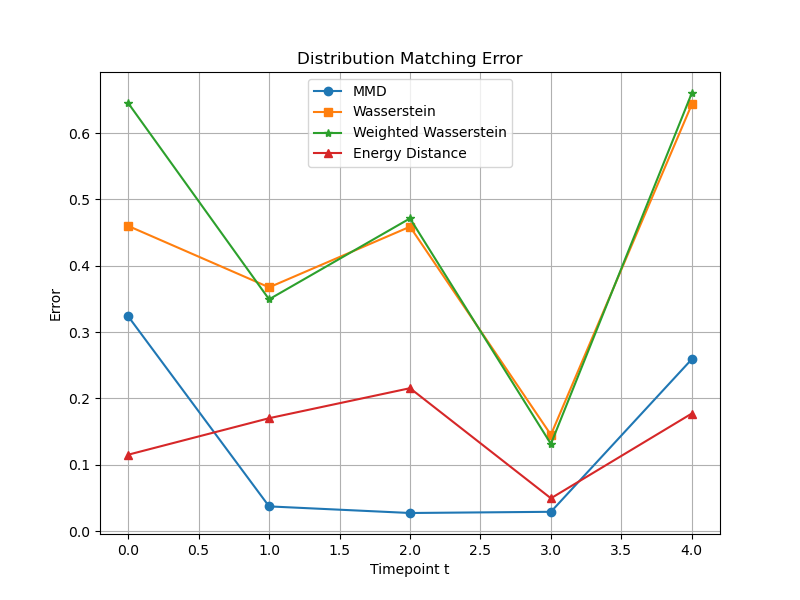 Distribution Matching Error
MMD
Wasserstein
Weighted Wasserstein
Energy Distance
Error
0.6
0.5
0.4
0.3
0.2
0.1
0.0
0.0 0.5 1.0 1.5 2.0 2.5 3.0 3.5 4.0
Timepoint t